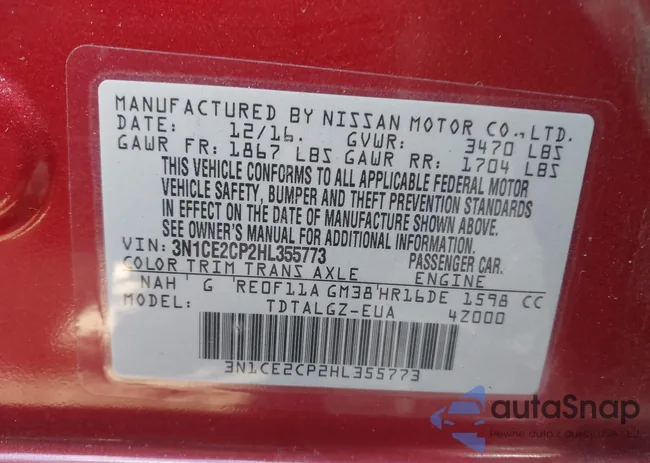 MANUFACTURED BY NISSAN MOTOR CO.,LTD.
DATE: 12/16. GVWR: 3470 LBS
GAWR FR: 1867 LBS GAWR RR: 1704 LBS
THIS VEHICLE CONFORMS TO ALL APPLICABLE FEDERAL MOTOR
VEHICLE SAFETY, BUMPER AND THEFT PREVENTION STANDARDS
IN EFFECT ON THE DATE OF MANUFACTURE SHOWN ABOVE.
SEE OWNER'S MANUAL FOR ADDITIONAL INFORMATION.
VIN: 3N1CE2CP2HL355773 PASSENGER CAR.
COLOR TRIM TRANS AXLE ENGINE
NAH G RE0F11A GM38 HR16DE 1598 CC
MODEL: TDTALGZ-EUA 4Z000
3N1CE2CP2HL355773
autaSnap
Pewne auta z